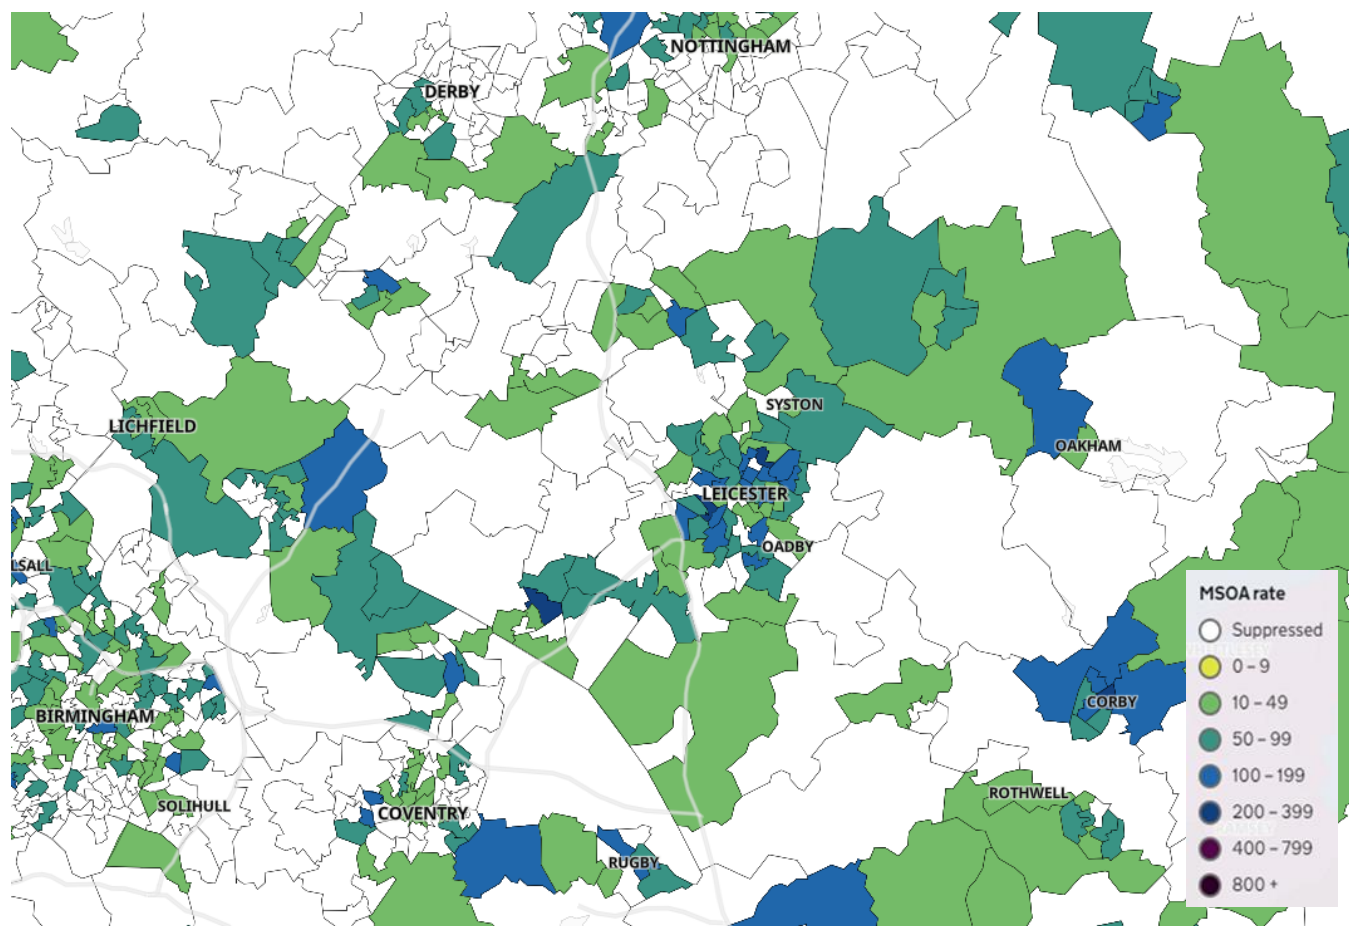 NOTTINGHAM
DERBY
LICHFIELD
SYSTON
OAKHAM
LEICESTER
OADBY
LSALL
MSOA rate
Suppressed
0 – 9
10 – 49
50 – 99
100 – 199
200 – 399
400 – 799
800 +
CORBY
BIRMINGHAM
SOLIHULL
COVENTRY
ROTHWELL
RUGBY